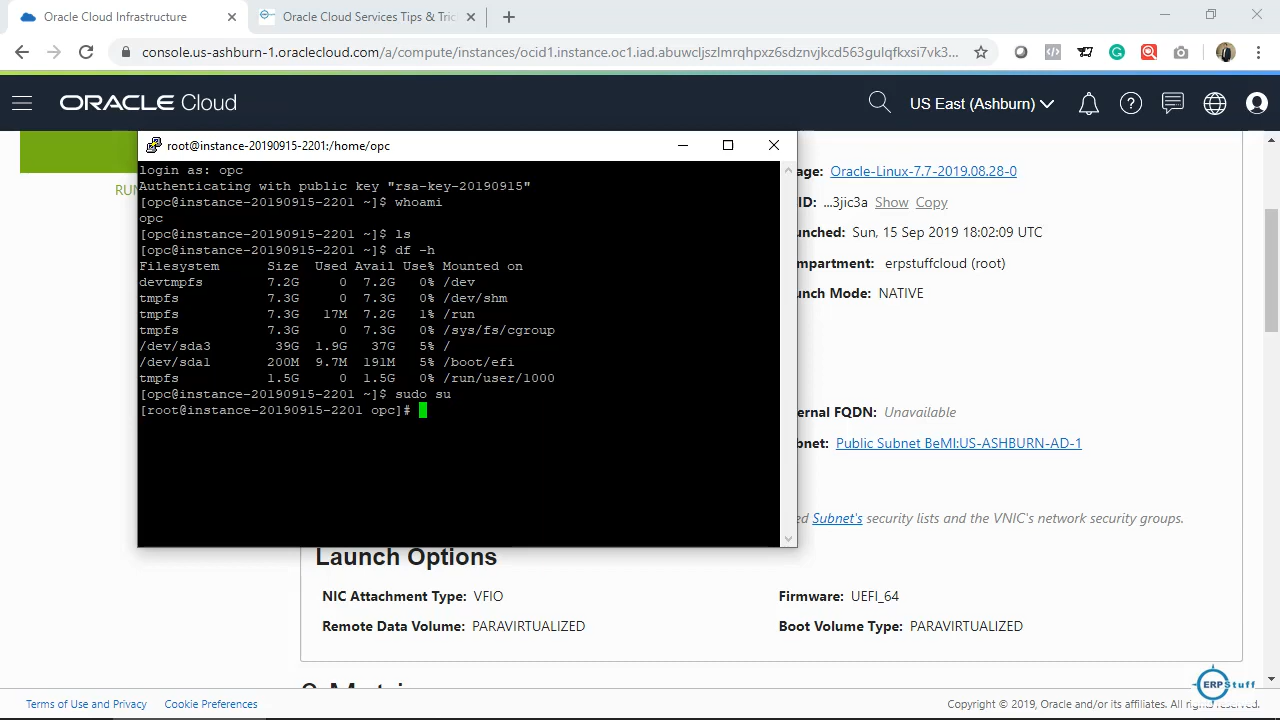 Oracle Cloud Infrastructure
Oracle Cloud Services Tips & Tric
console.us-ashburn-1.oraclecloud.com/a/compute/instances/ocid1.instance.oc1.iad.abuwcljszlmrqhpxz6sdznvjkcd563gulqfkxsi7vk3...
ORACLE Cloud
US East (Ashburn)
RUN
root@instance-20190915-2201:/home/opc
login as: opc
Authenticating with public key "rsa-key-20190915"
[opc@instance-20190915-2201 ~]$ whoami
opc
[opc@instance-20190915-2201 ~]$ ls
[opc@instance-20190915-2201 ~]$ df -h
Filesystem Size Used Avail Use% Mounted on
devtmpfs 7.2G 0 7.2G 0% /dev
tmpfs 7.3G 0 7.3G 0% /dev/shm
tmpfs 7.3G 17M 7.2G 1% /run
tmpfs 7.3G 0 7.3G 0% /sys/fs/cgroup
/dev/sda3 39G 1.9G 37G 5% /
/dev/sda1 200M 9.7M 191M 5% /boot/efi
tmpfs 1.5G 0 1.5G 0% /run/user/1000
[opc@instance-20190915-2201 ~]$ sudo su
[root@instance-20190915-2201 opc]#
age: Oracle-Linux-7.7-2019.08.28-0
ID: ...3jic3a Show Copy
unched: Sun, 15 Sep 2019 18:02:09 UTC
mpartment: erpstuffcloud (root)
unch Mode: NATIVE
ernal FQDN: Unavailable
bnet: Public Subnet BeMI:US-ASHBURN-AD-1
ed Subnet's security lists and the VNIC's network security groups.
Launch Options
NIC Attachment Type: VFIO
Firmware: UEFI_64
Remote Data Volume: PARAVIRTUALIZED
Boot Volume Type: PARAVIRTUALIZED
ERPStuff
Terms of Use and Privacy
Cookie Preferences
Copyright © 2019, Oracle and/or its affiliates. All rights reserved.